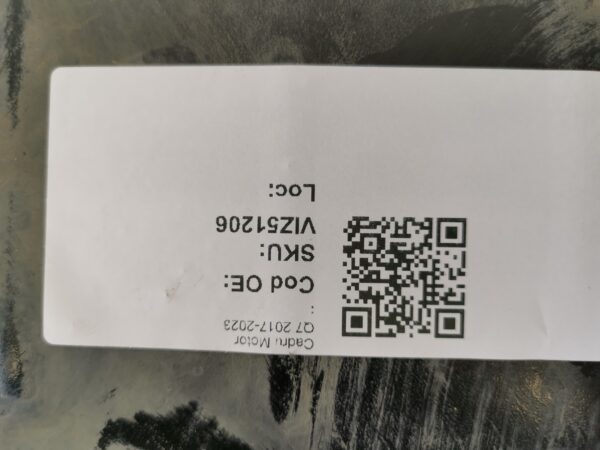 Cadru Motor
Q7 2017-2023
:
Cod OE:
SKU:
VIZ51206
Loc: